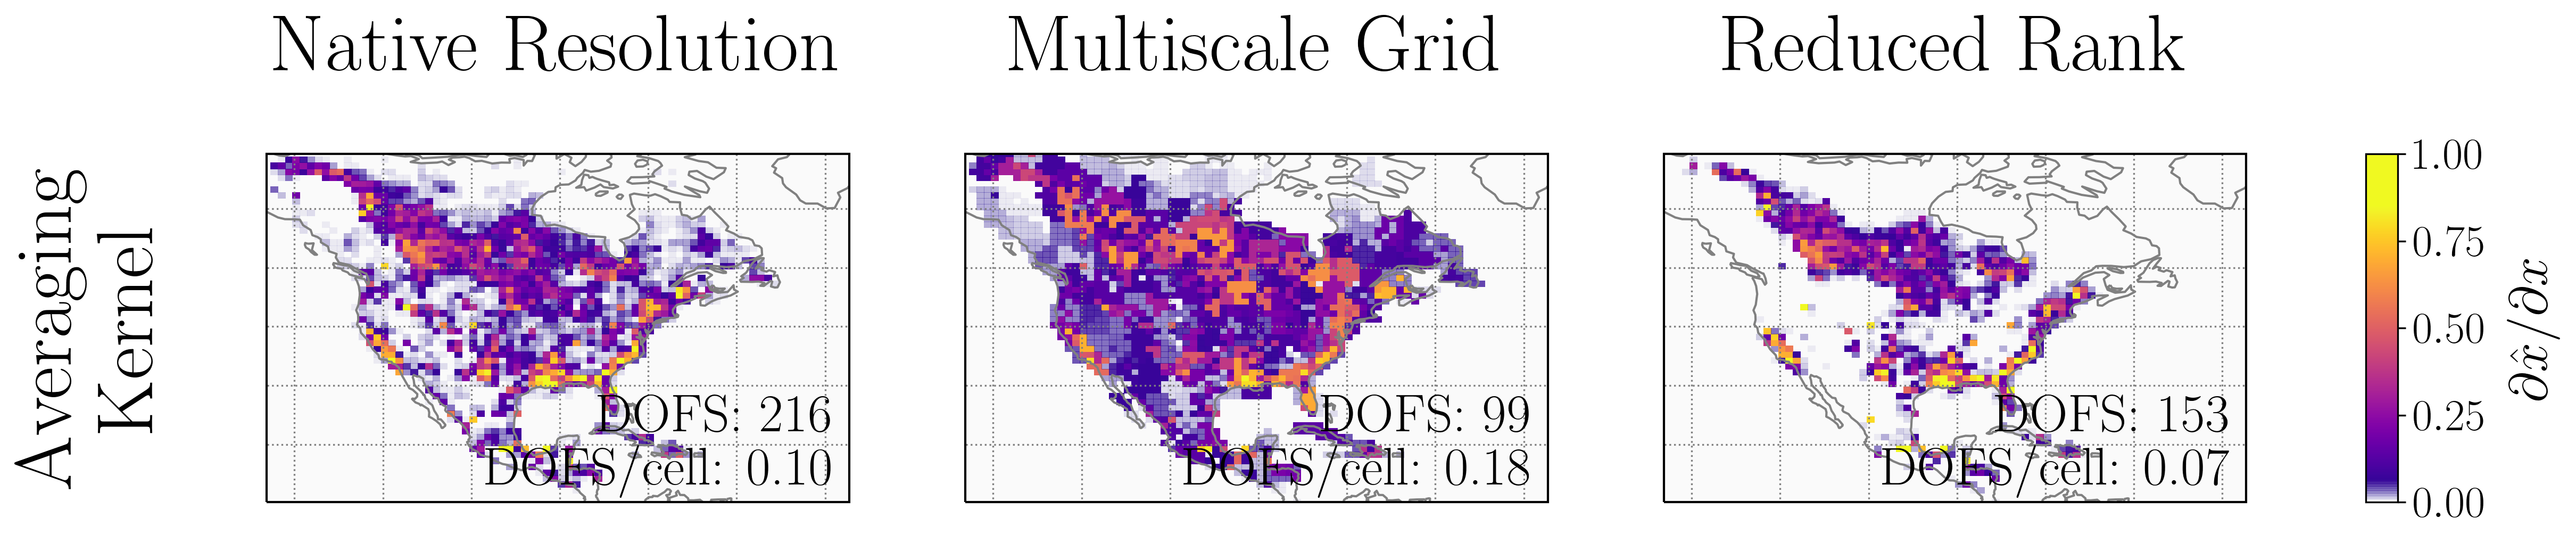 Native Resolution
Multiscale Grid
Reduced Rank
Averaging
Kernel
DOFS: 216
DOFS/cell: 0.10
DOFS: 99
DOFS/cell: 0.18
DOFS: 153
DOFS/cell: 0.07
1.00
0.75
0.50
0.25
0.00
∂x̂/∂x